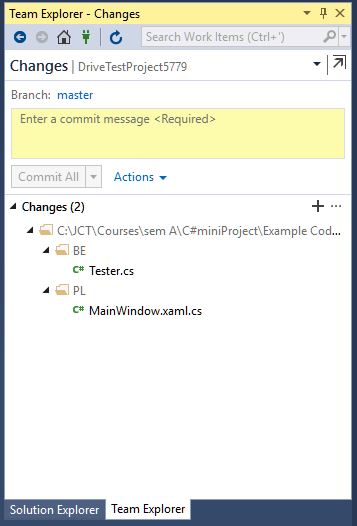 Team Explorer - Changes
Search Work Items (Ctrl+')
Changes | DriveTestProject5779
Branch: master
Enter a commit message <Required>
Commit All Actions
Changes (2)
C:\JCT\Courses\sem A\C#miniProject\Example Cod...
BE
C# Tester.cs
PL
C# MainWindow.xaml.cs
Solution Explorer Team Explorer